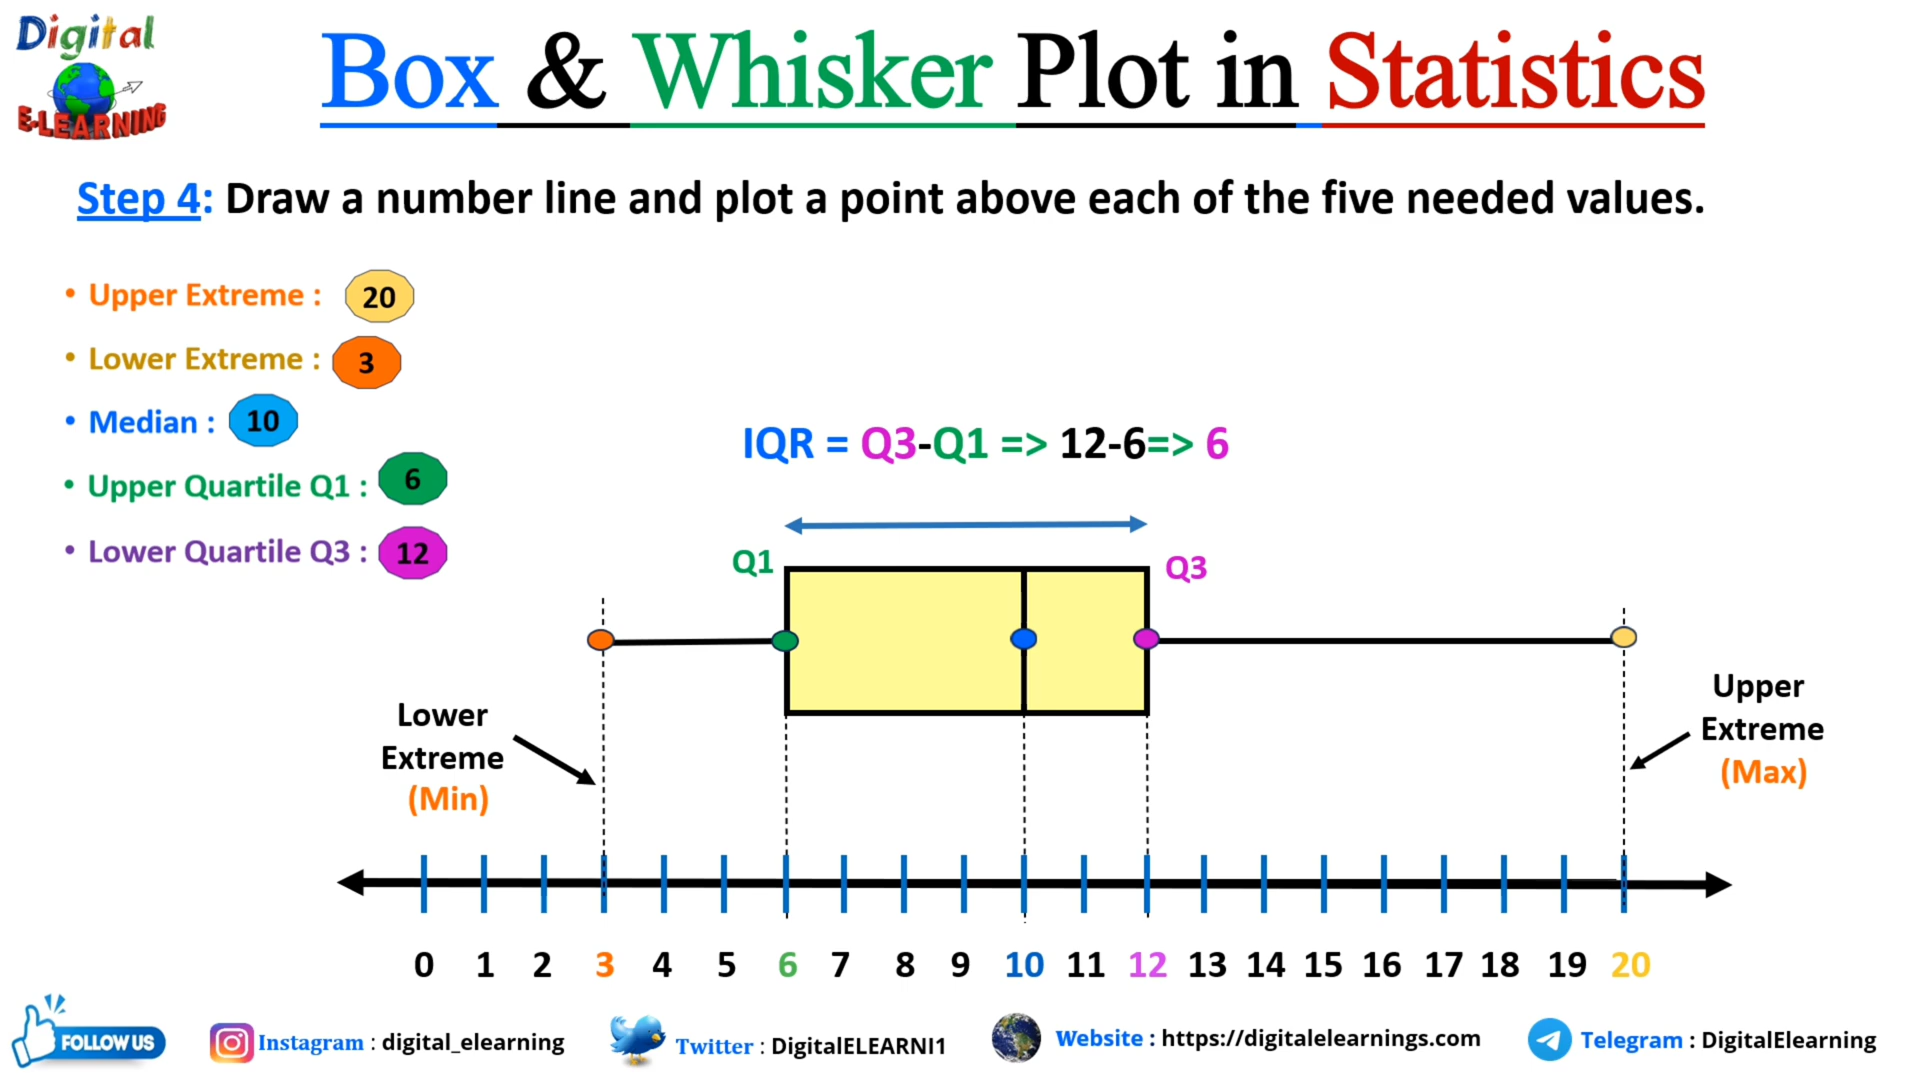 Digital
E-LEARNING
Box & Whisker Plot in Statistics
Step 4: Draw a number line and plot a point above each of the five needed values.
• Upper Extreme : 20
• Lower Extreme : 3
• Median : 10
• Upper Quartile Q1 : 6
• Lower Quartile Q3 : 12
IQR = Q3-Q1 => 12-6=> 6
Q1
Q3
Lower
Extreme
(Min)
Upper
Extreme
(Max)
0 1 2 3 4 5 6 7 8 9 10 11 12 13 14 15 16 17 18 19 20
FOLLOW US
Instagram : digital_elearning
Twitter : DigitalELEARNI1
Website : https://digitalelearnings.com
Telegram : DigitalElearning